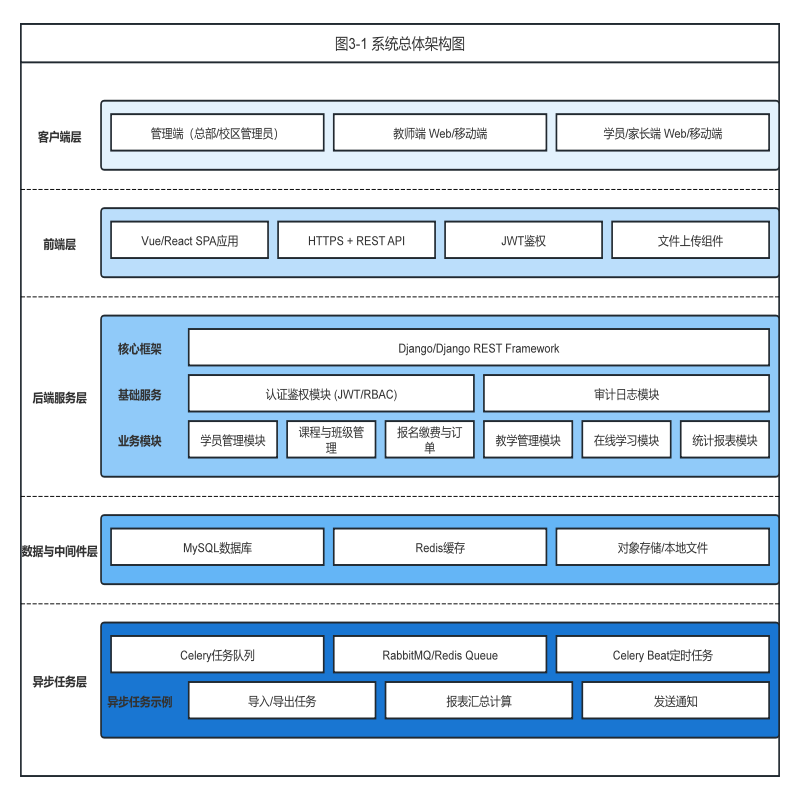 图3-1 系统总体架构图
客户端层
管理端（总部/校区管理员）
教师端 Web/移动端
学员/家长端 Web/移动端
前端层
Vue/React SPA应用
HTTPS + REST API
JWT鉴权
文件上传组件
后端服务层
核心框架
Django/Django REST Framework
基础服务
认证鉴权模块 (JWT/RBAC)
审计日志模块
业务模块
学员管理模块
课程与班级管
理
报名缴费与订
单
教学管理模块
在线学习模块
统计报表模块
数据与中间件层
MySQL数据库
Redis缓存
对象存储/本地文件
异步任务层
Celery任务队列
RabbitMQ/Redis Queue
Celery Beat定时任务
异步任务示例
导入/导出任务
报表汇总计算
发送通知